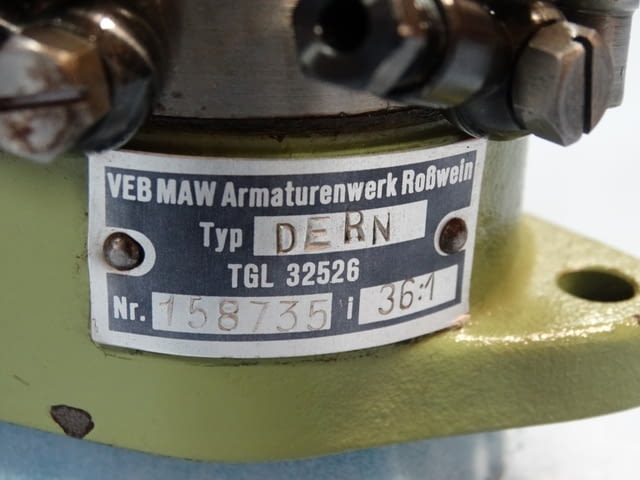 VEB MAW Armaturenwerk Roßwein
Typ DERN
TGL 32526
Nr. 158735 i 36:1